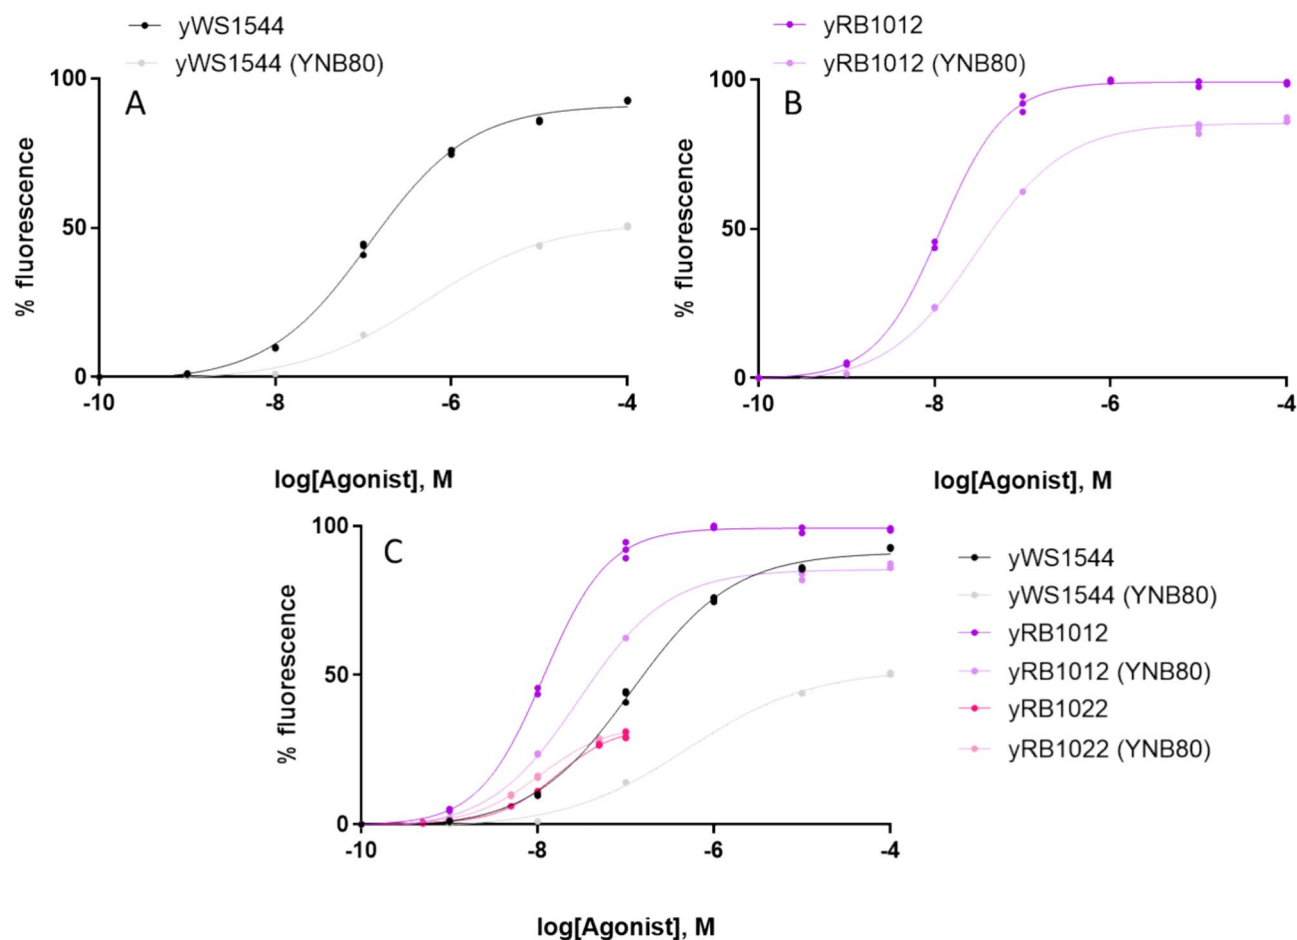 yWS1544
yWS1544 (YNB80)
A
100
50
0
% fluorescence
-10
-8
-6
-4
log[Agonist], M
yRB1012
yRB1012 (YNB80)
B
100
50
0
% fluorescence
-10
-8
-6
-4
log[Agonist], M
C
100
50
0
% fluorescence
-10
-8
-6
-4
log[Agonist], M
yWS1544
yWS1544 (YNB80)
yRB1012
yRB1012 (YNB80)
yRB1022
yRB1022 (YNB80)